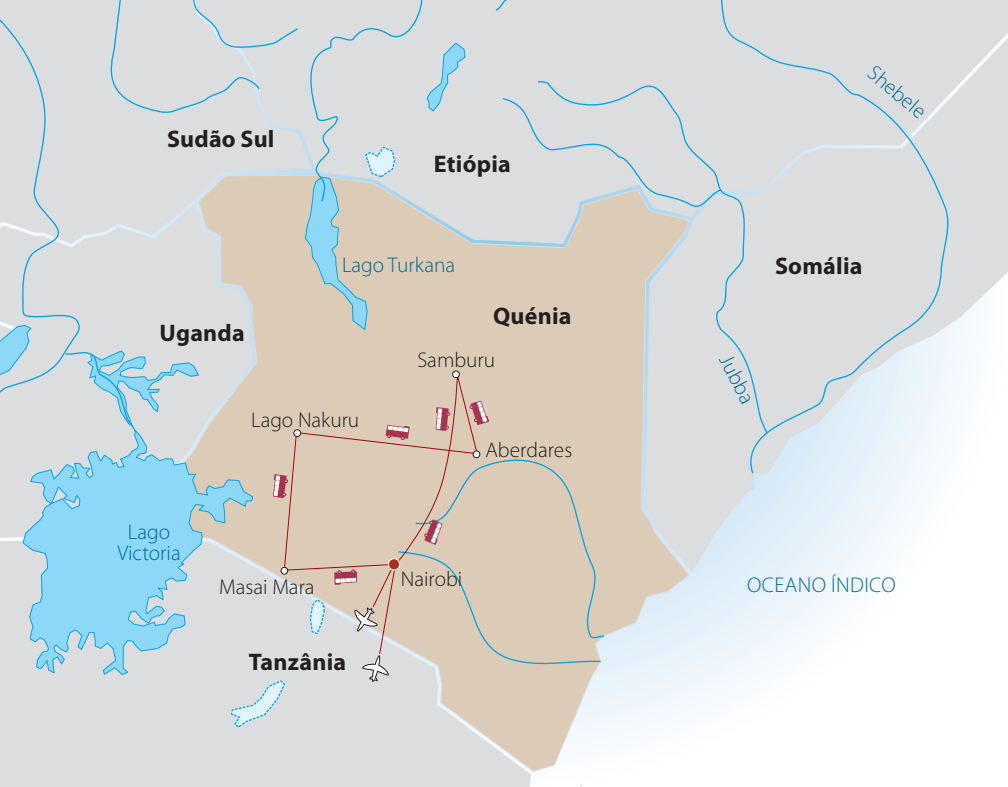 Shebele
Sudão Sul
Etiópia
Lago Turkana
Somália
Quénia
Uganda
Samburu
Jubba
Lago Nakuru
Aberdares
Lago
Victoria
Nairobi
Masai Mara
OCEANO ÍNDICO
Tanzânia